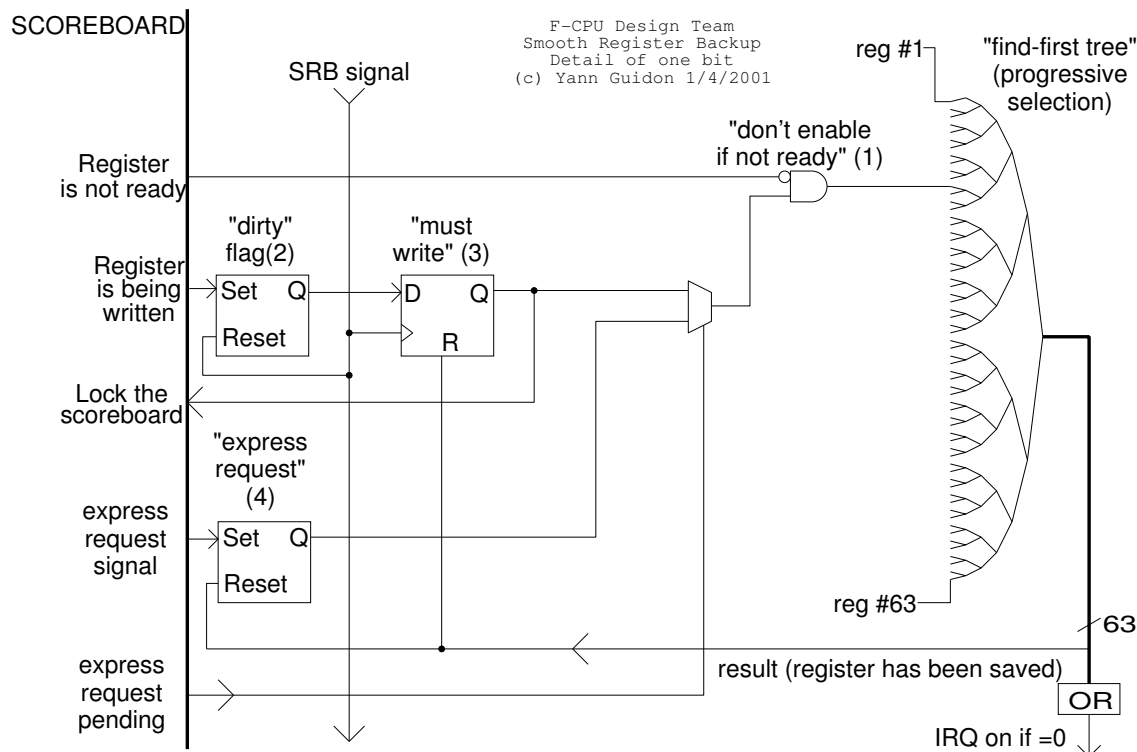 SCOREBOARD
F-CPU Design Team
Smooth Register Backup
Detail of one bit
(c) Yann Guidon 1/4/2001
SRB signal
reg #1
"find-first tree"
(progressive
selection)
"don't enable
if not ready" (1)
Register
is not ready
"dirty"
flag(2)
"must
write" (3)
Register
is being
written
Set
Q
Reset
D
Q
R
Lock the
scoreboard
"express
request"
(4)
express
request
signal
Set
Q
Reset
reg #63
63
result (register has been saved)
express
request
pending
OR
IRQ on if =0